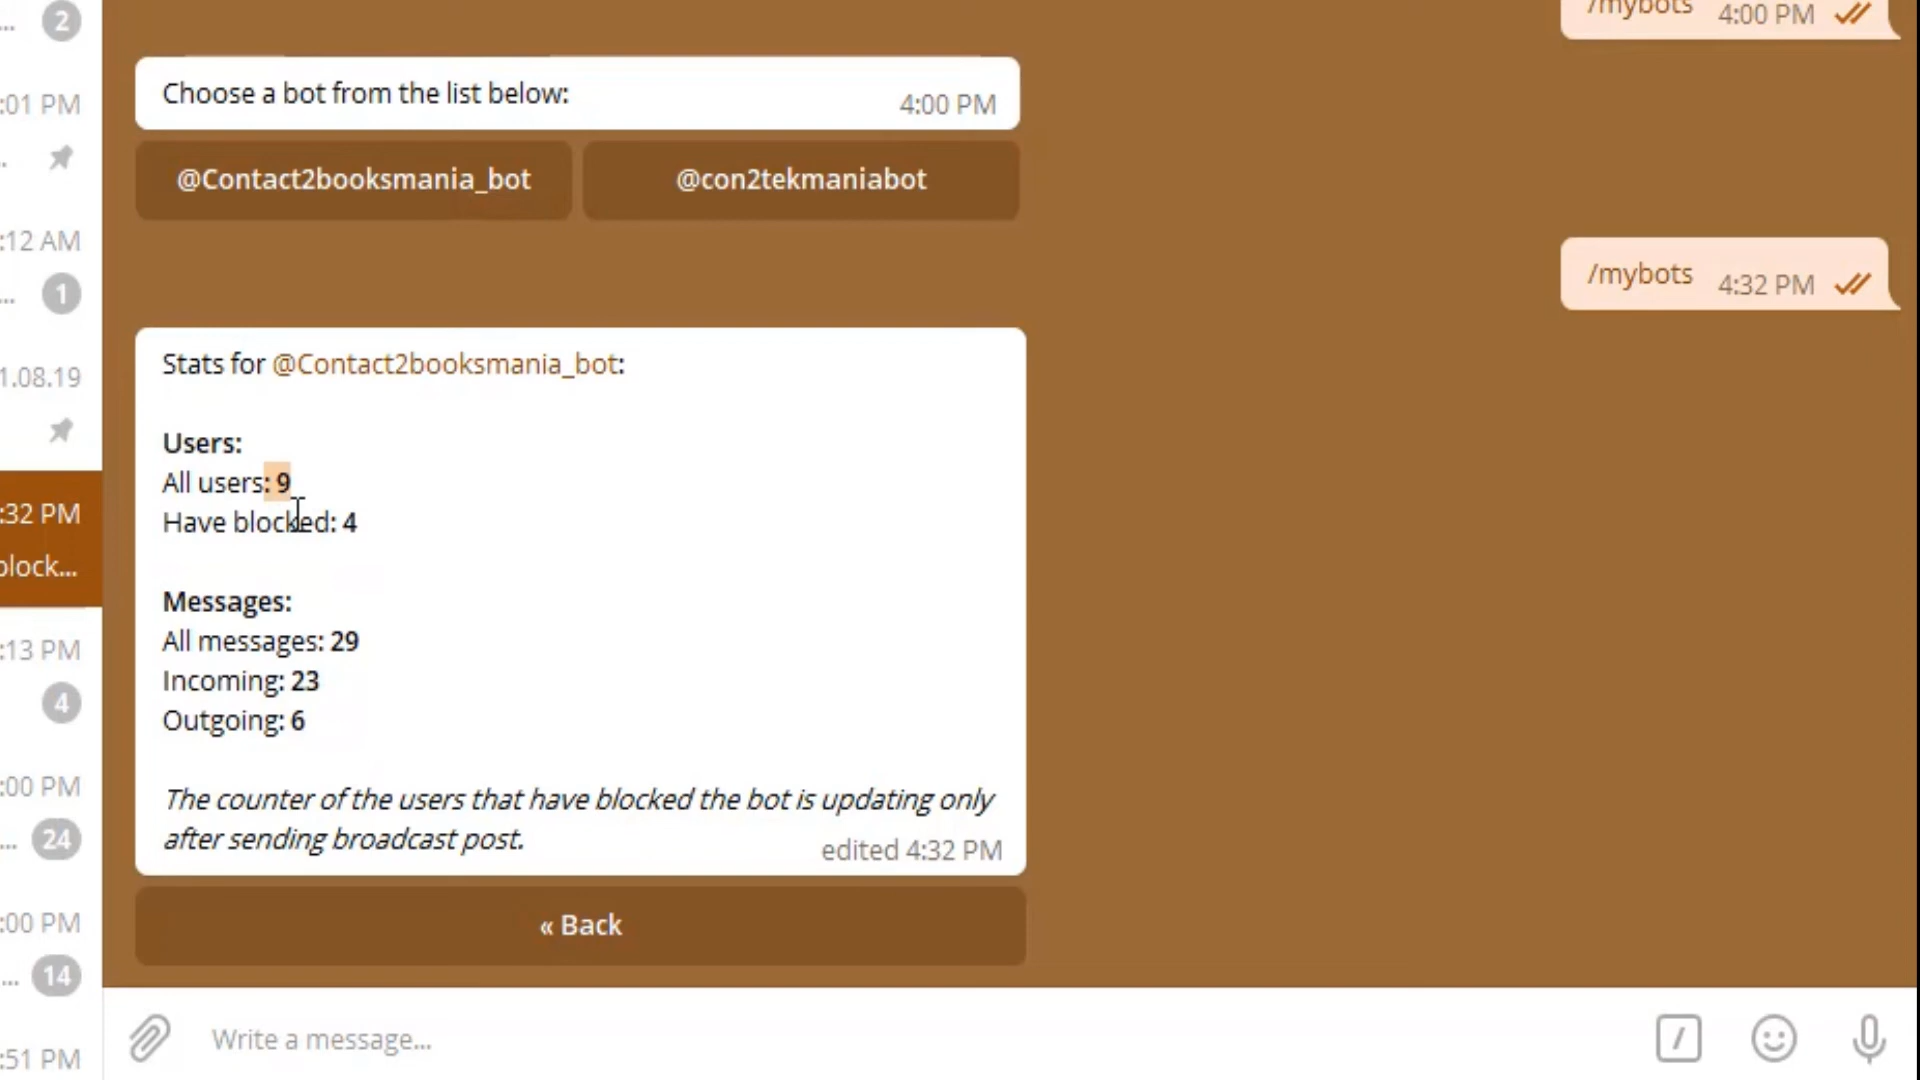 ... 2
/mybots 4:00 PM
:01 PM
Choose a bot from the list below:
4:00 PM
@Contact2booksmania_bot @con2tekmaniabot
:12 AM
... 1
/mybots 4:32 PM
1.08.19
Stats for @Contact2booksmania_bot:
Users:
All users: 9
Have blocked: 4
:32 PM
block...
Messages:
All messages: 29
Incoming: 23
Outgoing: 6
:13 PM
4
The counter of the users that have blocked the bot is updating only
after sending broadcast post.
edited 4:32 PM
:00 PM
... 24
« Back
:00 PM
... 14
Write a message...
/
:51 PM